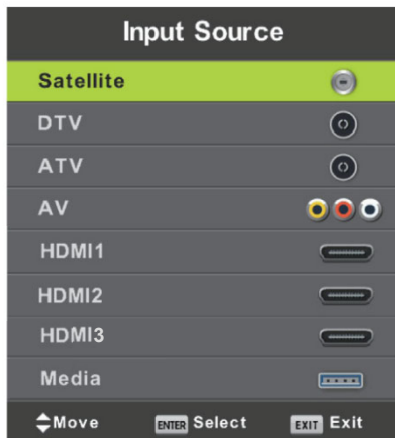 Input Source
Satellite
DTV
ATV
AV
HDMI1
HDMI2
HDMI3
Media
Move ENTER Select EXIT Exit